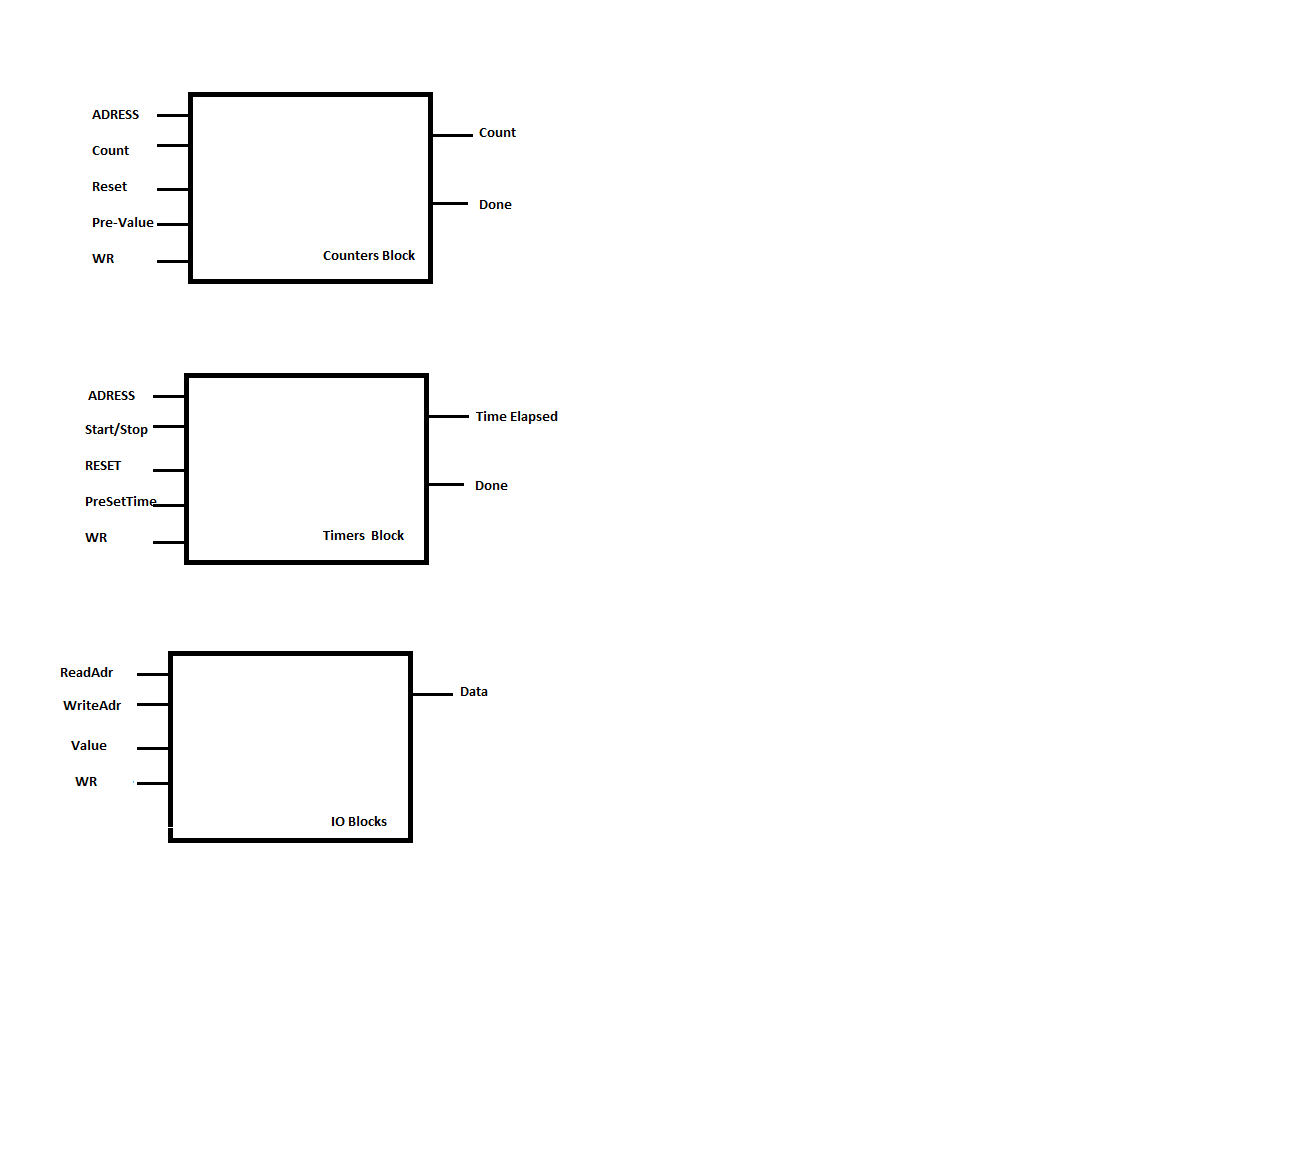 ADRESS
Count
Reset
Pre-Value
WR
Count
Done
Counters Block
ADRESS
Start/Stop
RESET
PreSetTime
WR
Time Elapsed
Done
Timers Block
ReadAdr
WriteAdr
Value
WR
Data
IO Blocks